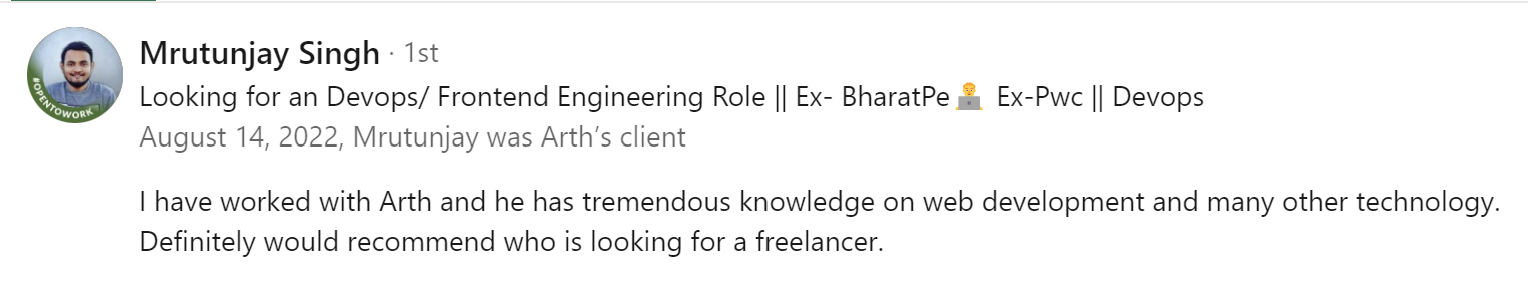 Mrutunjay Singh · 1st
#OPENTOWORK
Looking for an Devops/ Frontend Engineering Role || Ex- BharatPe👨‍💻 Ex-Pwc || Devops
August 14, 2022, Mrutunjay was Arth’s client
I have worked with Arth and he has tremendous knowledge on web development and many other technology.
Definitely would recommend who is looking for a freelancer.